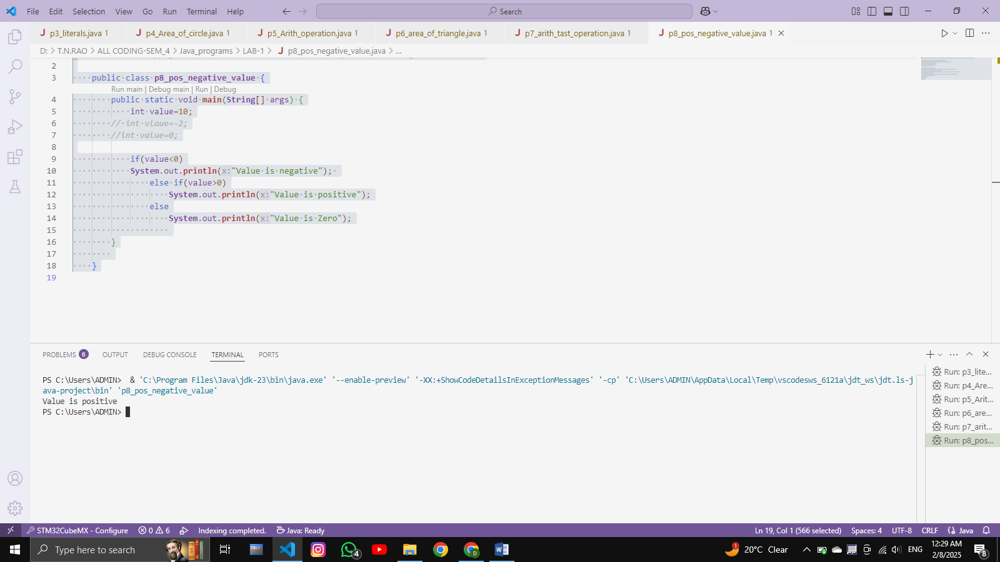 File Edit Selection View Go Run Terminal Help
Search
p3_literals.java 1 p4_Area_of_circle.java 1 p5_Arith_operation.java 1 p6_area_of_triangle.java 1 p7_arith_tast_operation.java 1 p8_pos_negative_value.java 1
D: > T.N.RAO > ALL CODING-SEM_4 > Java_programs > LAB-1 > p8_pos_negative_value.java > ...
2
3 public class p8_pos_negative_value {
Run main | Debug main | Run | Debug
4 public static void main(String[] args) {
5 int value=10;
6 // int vlaue=-2;
7 //int value=0;
8
9 if(value<0)
10 System.out.println(x:"Value is negative");
11 else if(value>0)
12 System.out.println(x:"Value is positive");
13 else
14 System.out.println(x:"Value is Zero");
15
16 }
17
18 }
19
PROBLEMS 6 OUTPUT DEBUG CONSOLE TERMINAL PORTS
PS C:\Users\ADMIN> & 'C:\Program Files\Java\jdk-23\bin\java.exe' '--enable-preview' '-XX:+ShowCodeDetailsInExceptionMessages' '-cp' 'C:\Users\ADMIN\AppData\Local\Temp\vscodesws_6121a\jdt_ws\jdt.ls-j
ava-project\bin' 'p8_pos_negative_value'
Value is positive
PS C:\Users\ADMIN>
Run: p3_lite...
Run: p4_Are...
Run: p5_Arit...
Run: p6_are...
Run: p7_arit...
Run: p8_pos...
STM32CubeMX - Configure 0 6 Indexing completed. Java: Ready Ln 19, Col 1 (566 selected) Spaces: 4 UTF-8 CRLF {} Java
Type here to search SQL> 4 D W 1 20°C Clear ENG 12:29 AM
2/8/2025 8